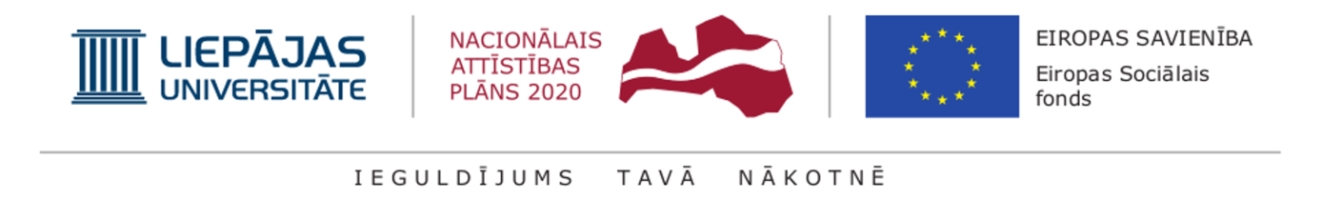 LIEPĀJAS
UNIVERSITĀTE
NACIONĀLAIS
ATTĪSTĪBAS
PLĀNS 2020
EIROPAS SAVIENĪBA
Eiropas Sociālais
fonds
IEGULDĪJUMS TAVĀ NĀKOTNĒ